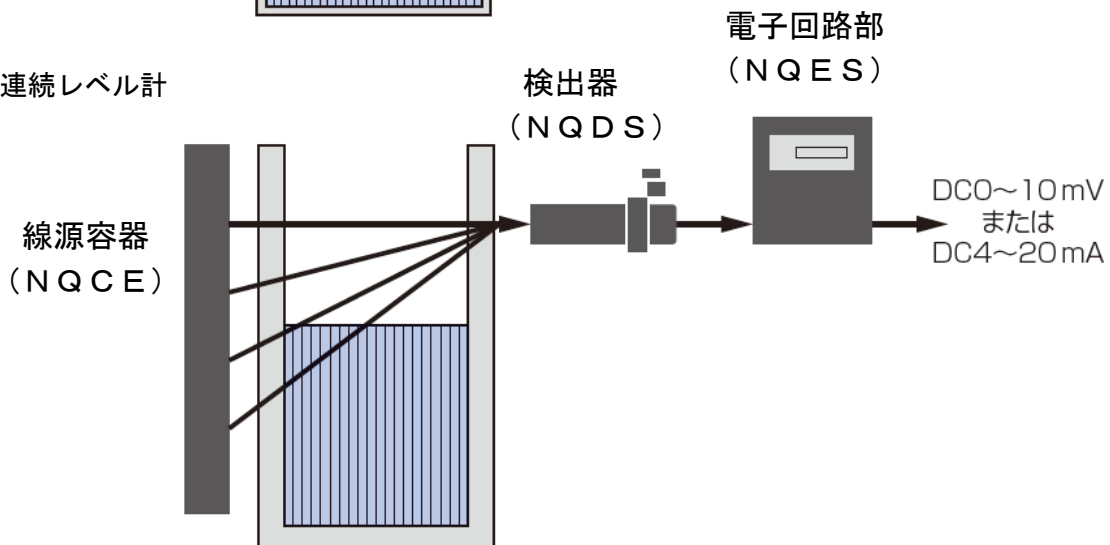 電子回路部
（ＮＱＥＳ）
連続レベル計
検出器
（ＮＱＤＳ）
線源容器
（ＮＱＣＥ）
DC0～10mV
または
DC4～20mA